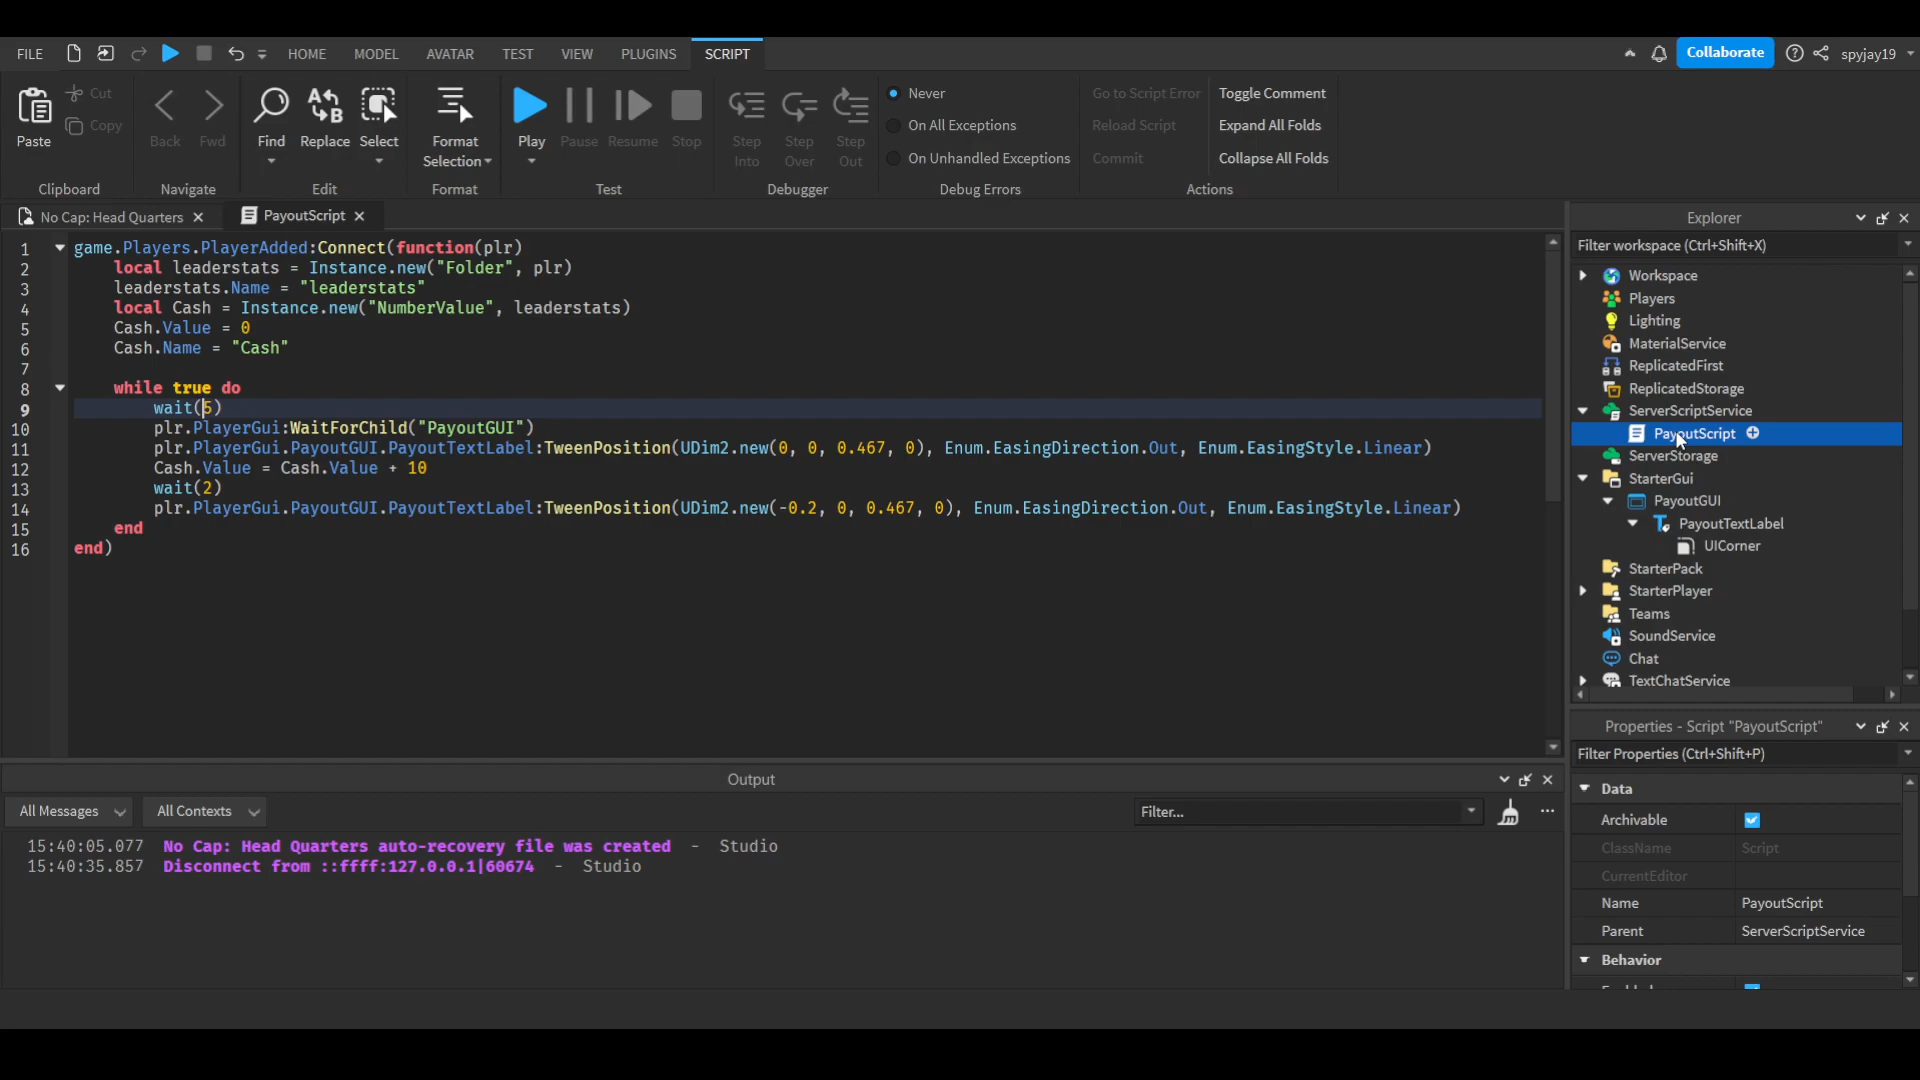 FILE HOME MODEL AVATAR TEST VIEW PLUGINS SCRIPT Collaborate spyjay19
Paste Cut Copy Back Fwd Find Replace Select Format Selection Play Pause Resume Stop Step Into Step Over Step Out
Never
On All Exceptions
On Unhandled Exceptions
Go to Script Error
Reload Script
Commit
Toggle Comment
Expand All Folds
Collapse All Folds
Clipboard Navigate Edit Format Test Debugger Debug Errors Actions
No Cap: Head Quarters PayoutScript
1 game.Players.PlayerAdded:Connect(function(plr)
2 local leaderstats = Instance.new("Folder", plr)
3 leaderstats.Name = "leaderstats"
4 local Cash = Instance.new("NumberValue", leaderstats)
5 Cash.Value = 0
6 Cash.Name = "Cash"
7
8 while true do
9 wait(5)
10 plr.PlayerGui:WaitForChild("PayoutGUI")
11 plr.PlayerGui.PayoutGUI.PayoutTextLabel:TweenPosition(UDim2.new(0, 0, 0.467, 0), Enum.EasingDirection.Out, Enum.EasingStyle.Linear)
12 Cash.Value = Cash.Value + 10
13 wait(2)
14 plr.PlayerGui.PayoutGUI.PayoutTextLabel:TweenPosition(UDim2.new(-0.2, 0, 0.467, 0), Enum.EasingDirection.Out, Enum.EasingStyle.Linear)
15 end
16 end)
Output
All Messages All Contexts Filter...
15:40:05.077 No Cap: Head Quarters auto-recovery file was created - Studio
15:40:35.857 Disconnect from ::ffff:127.0.0.1|60674 - Studio
Explorer
Filter workspace (Ctrl+Shift+X)
Workspace
Players
Lighting
MaterialService
ReplicatedFirst
ReplicatedStorage
ServerScriptService
PayoutScript
ServerStorage
StarterGui
PayoutGUI
PayoutTextLabel
UICorner
StarterPack
StarterPlayer
Teams
SoundService
Chat
TextChatService
Properties - Script "PayoutScript"
Filter Properties (Ctrl+Shift+P)
Data
Archivable
ClassName Script
CurrentEditor
Name PayoutScript
Parent ServerScriptService
Behavior